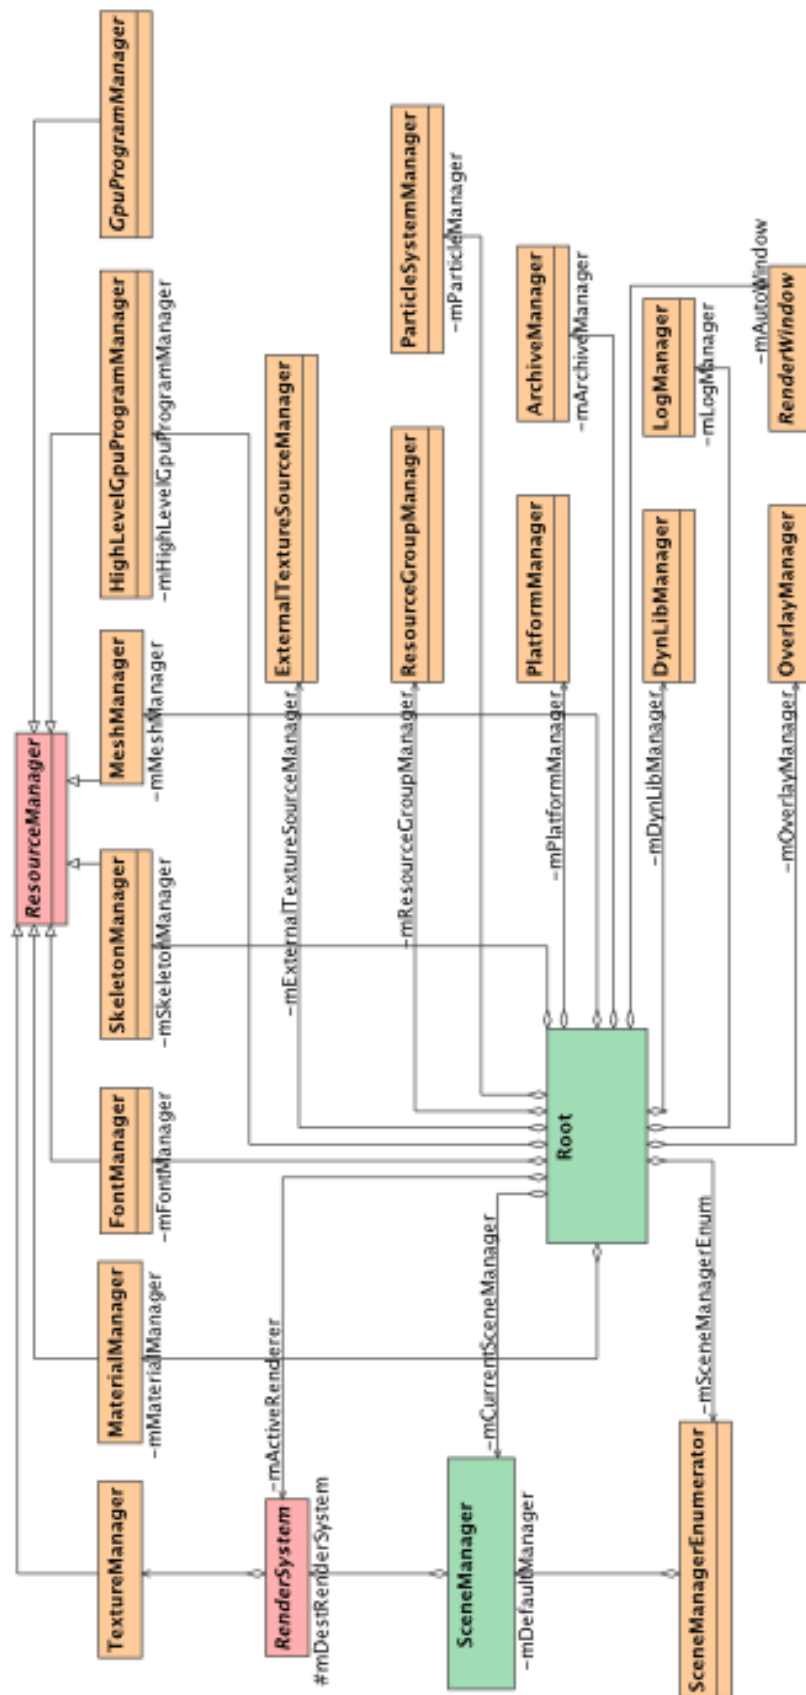 TextureManager
MaterialManager
-mMaterialManager
FontManager
-mFontManager
SkeletonManager
-mSkeletonManager
ResourceManager
MeshManager
-mMeshManager
HighLevelGpuProgramManager
-mHighLevelGpuProgramManager
GpuProgramManager
RenderSystem
#mDestRenderSystem
-mActiveRenderer
-mExternalTextureSourceManager
ExternalTextureSourceManager
-mResourceGroupManager
ResourceGroupManager
ParticleSystemManager
-mParticleManager
SceneManager
-mDefaultManager
-mCurrentSceneManager
Root
-mPlatformManager
PlatformManager
ArchiveManager
-mArchiveManager
-mDynLibManager
DynLibManager
LogManager
-mLogManager
SceneManagerEnumerator
-mSceneManagerEnum
-mOverlayManager
OverlayManager
-mAutoWindow
RenderWindow